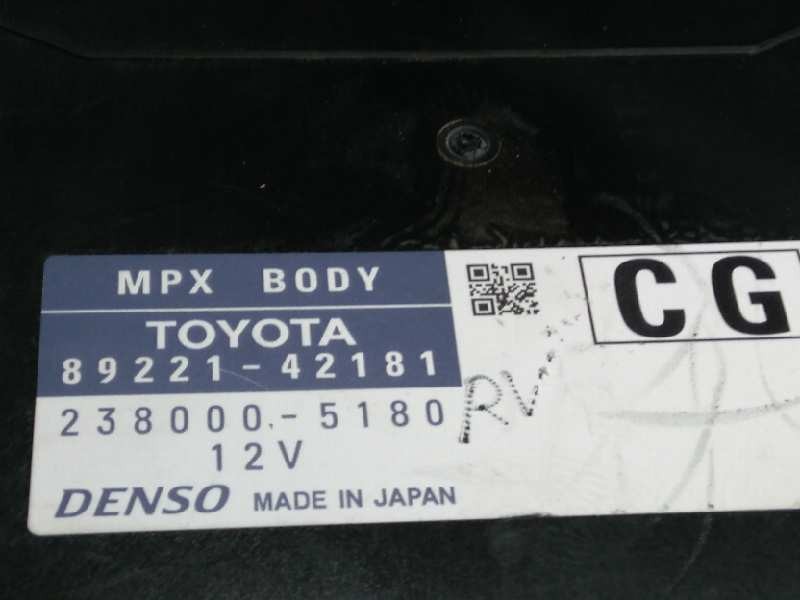 MPX BODY
TOYOTA
89221-42181
238000-5180
12V
DENSO MADE IN JAPAN
CG
RV